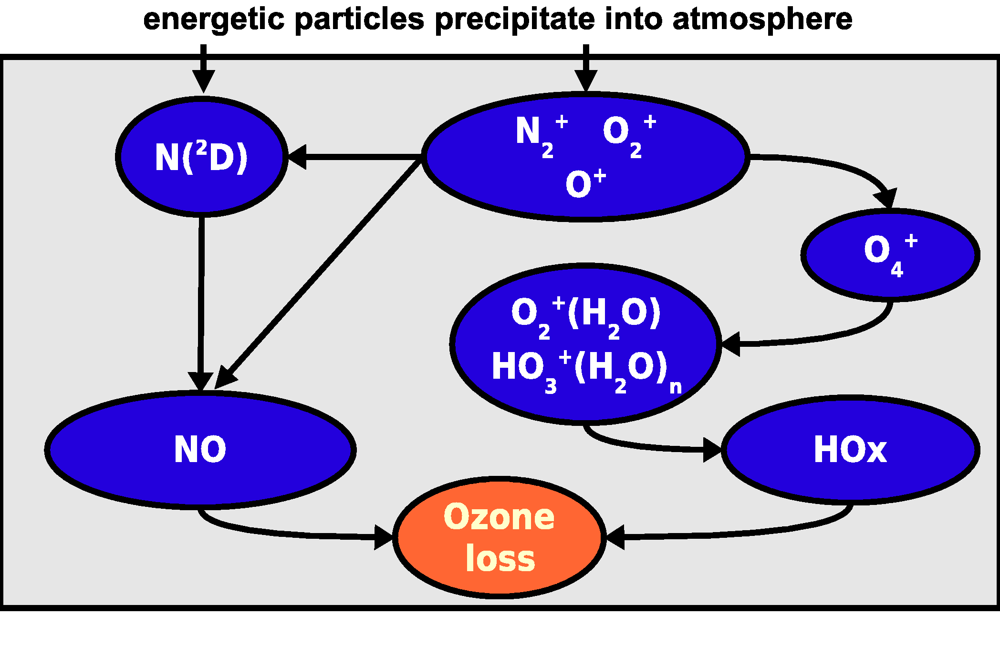 energetic particles precipitate into atmosphere
N(²D)
N₂⁺ O₂⁺
O⁺
O₄⁺
O₂⁺(H₂O)
HO₃⁺(H₂O)ₙ
NO
HOx
Ozone
loss